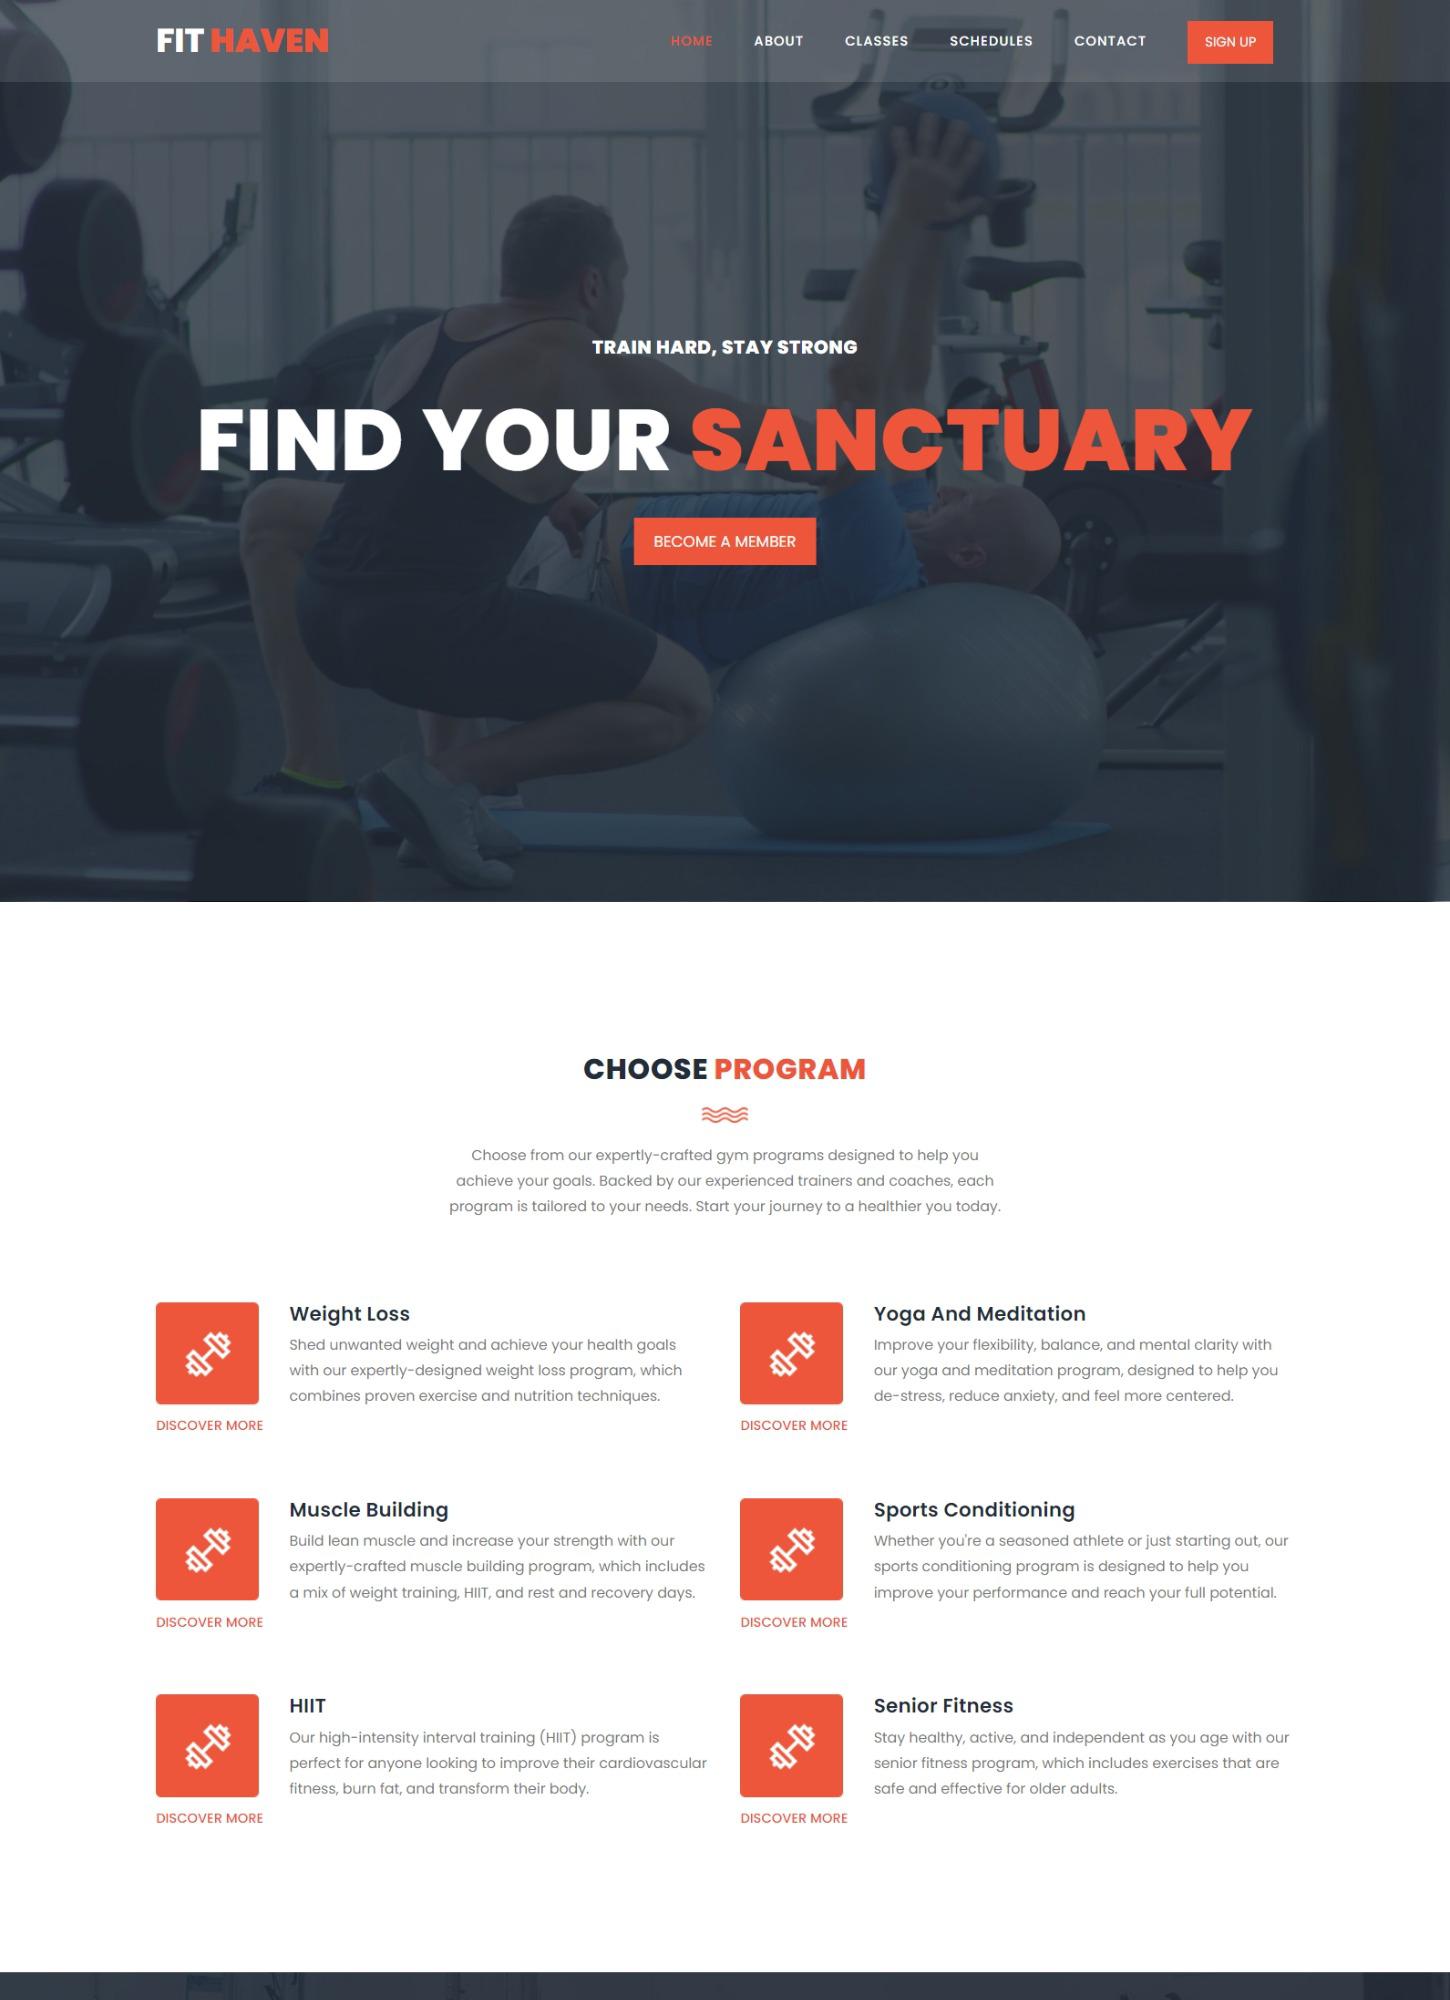 FIT HAVEN
HOME ABOUT CLASSES SCHEDULES CONTACT SIGN UP
TRAIN HARD, STAY STRONG
FIND YOUR SANCTUARY
BECOME A MEMBER
CHOOSE PROGRAM
Choose from our expertly-crafted gym programs designed to help you
achieve your goals. Backed by our experienced trainers and coaches, each
program is tailored to your needs. Start your journey to a healthier you today.
Weight Loss
Shed unwanted weight and achieve your health goals
with our expertly-designed weight loss program, which
combines proven exercise and nutrition techniques.
DISCOVER MORE
Yoga And Meditation
Improve your flexibility, balance, and mental clarity with
our yoga and meditation program, designed to help you
de-stress, reduce anxiety, and feel more centered.
DISCOVER MORE
Muscle Building
Build lean muscle and increase your strength with our
expertly-crafted muscle building program, which includes
a mix of weight training, HIIT, and rest and recovery days.
DISCOVER MORE
Sports Conditioning
Whether you're a seasoned athlete or just starting out, our
sports conditioning program is designed to help you
improve your performance and reach your full potential.
DISCOVER MORE
HIIT
Our high-intensity interval training (HIIT) program is
perfect for anyone looking to improve their cardiovascular
fitness, burn fat, and transform their body.
DISCOVER MORE
Senior Fitness
Stay healthy, active, and independent as you age with our
senior fitness program, which includes exercises that are
safe and effective for older adults.
DISCOVER MORE